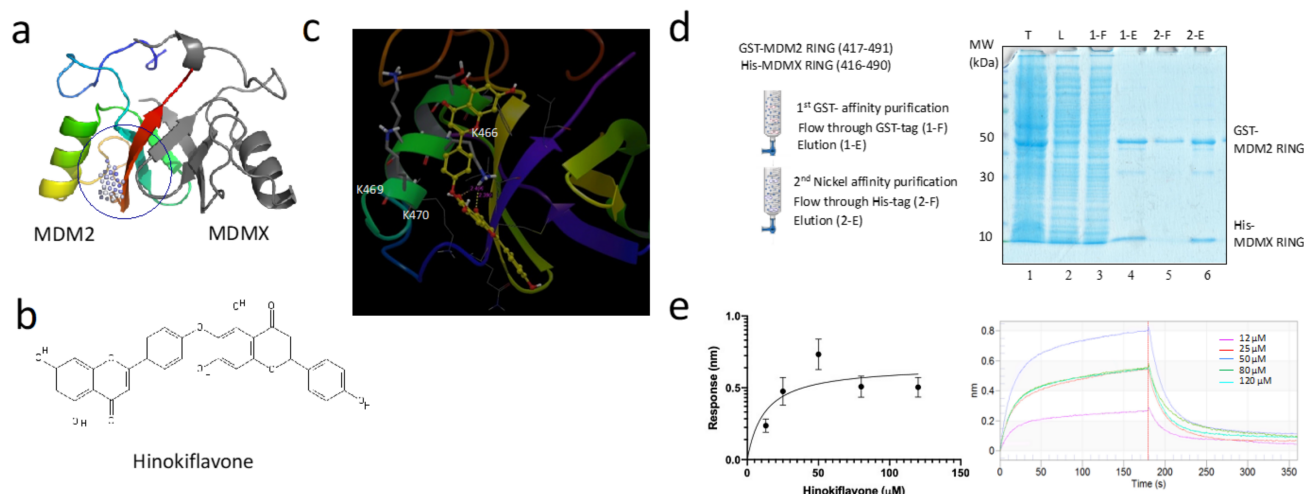 a
MDM2
MDMX
b
O
H
O
O
H
O
O
H
O
O
O
H
Hinokiflavone
c
K466
K469
K470
d
GST-MDM2 RING (417-491)
His-MDMX RING (416-490)
1st GST- affinity purification
Flow through GST-tag (1-F)
Elution (1-E)
2nd Nickel affinity purification
Flow through His-tag (2-F)
Elution (2-E)
MW
(kDa)
T L 1-F 1-E 2-F 2-E
50
30
10
GST-
MDM2 RING
His-
MDMX RING
1 2 3 4 5 6
e
Response (nm)
1.0
0.5
0.0
0 50 100 150
Hinokiflavone (μM)
nm
0.8
0.6
0.4
0.2
0
0 50 100 150 200 250 300 350
Time (s)
12 μM
25 μM
50 μM
80 μM
120 μM